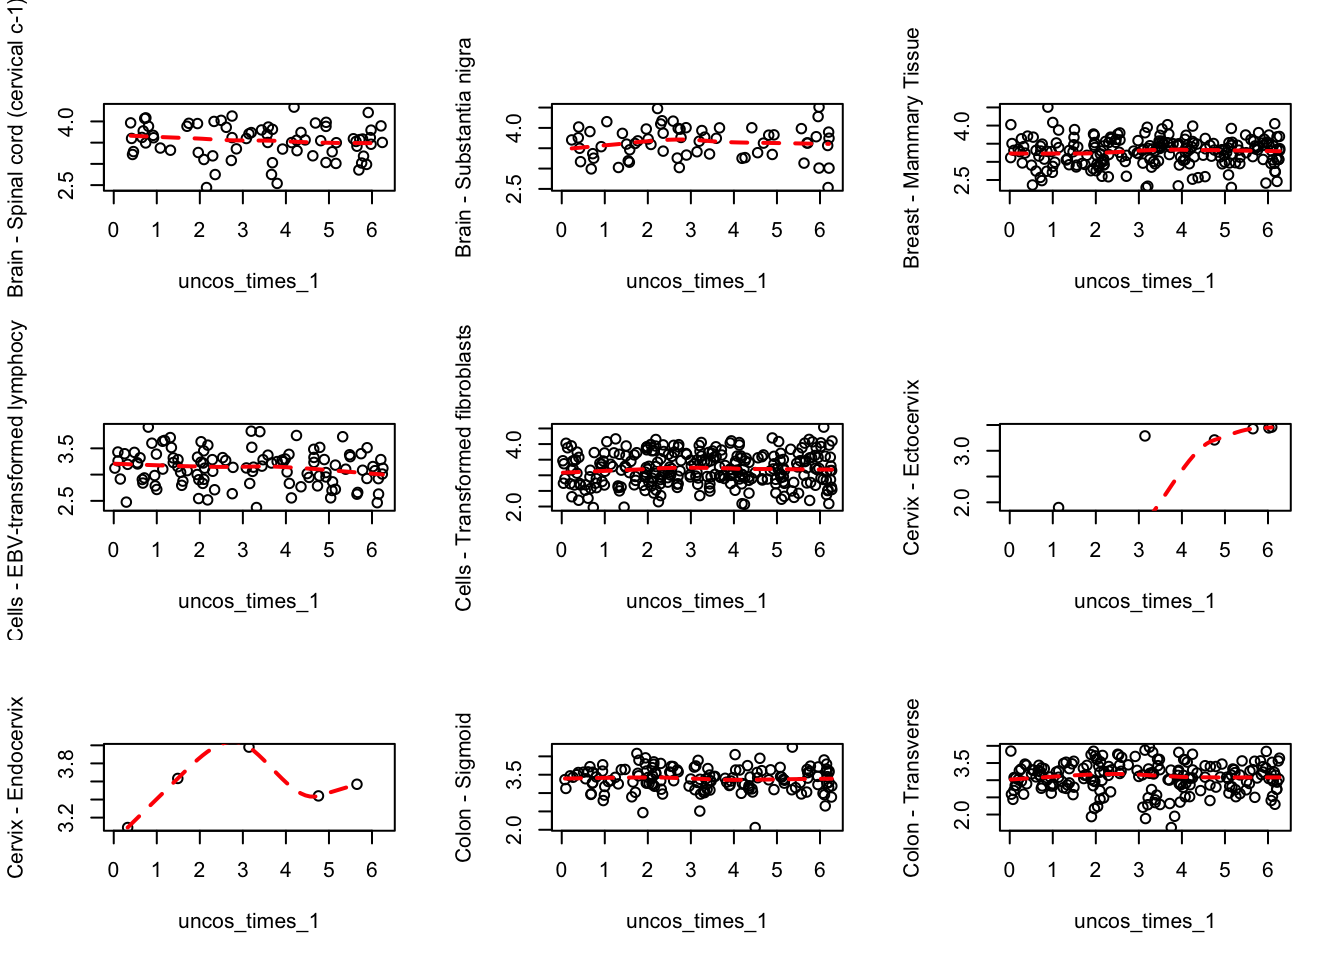 Brain - Spinal cord (cervical c-1)
4.0
2.5
0 1 2 3 4 5 6
uncos_times_1
Brain - Substantia nigra
4.0
2.5
0 1 2 3 4 5 6
uncos_times_1
Breast - Mammary Tissue
4.0
2.5
0 1 2 3 4 5 6
uncos_times_1
Cells - EBV-transformed lymphocy
3.5
2.5
0 1 2 3 4 5 6
uncos_times_1
Cells - Transformed fibroblasts
4.0
2.0
0 1 2 3 4 5 6
uncos_times_1
Cervix - Ectocervix
3.0
2.0
0 1 2 3 4 5 6
uncos_times_1
Cervix - Endocervix
3.8
3.2
0 1 2 3 4 5 6
uncos_times_1
Colon - Sigmoid
3.5
2.0
0 1 2 3 4 5 6
uncos_times_1
Colon - Transverse
3.5
2.0
0 1 2 3 4 5 6
uncos_times_1